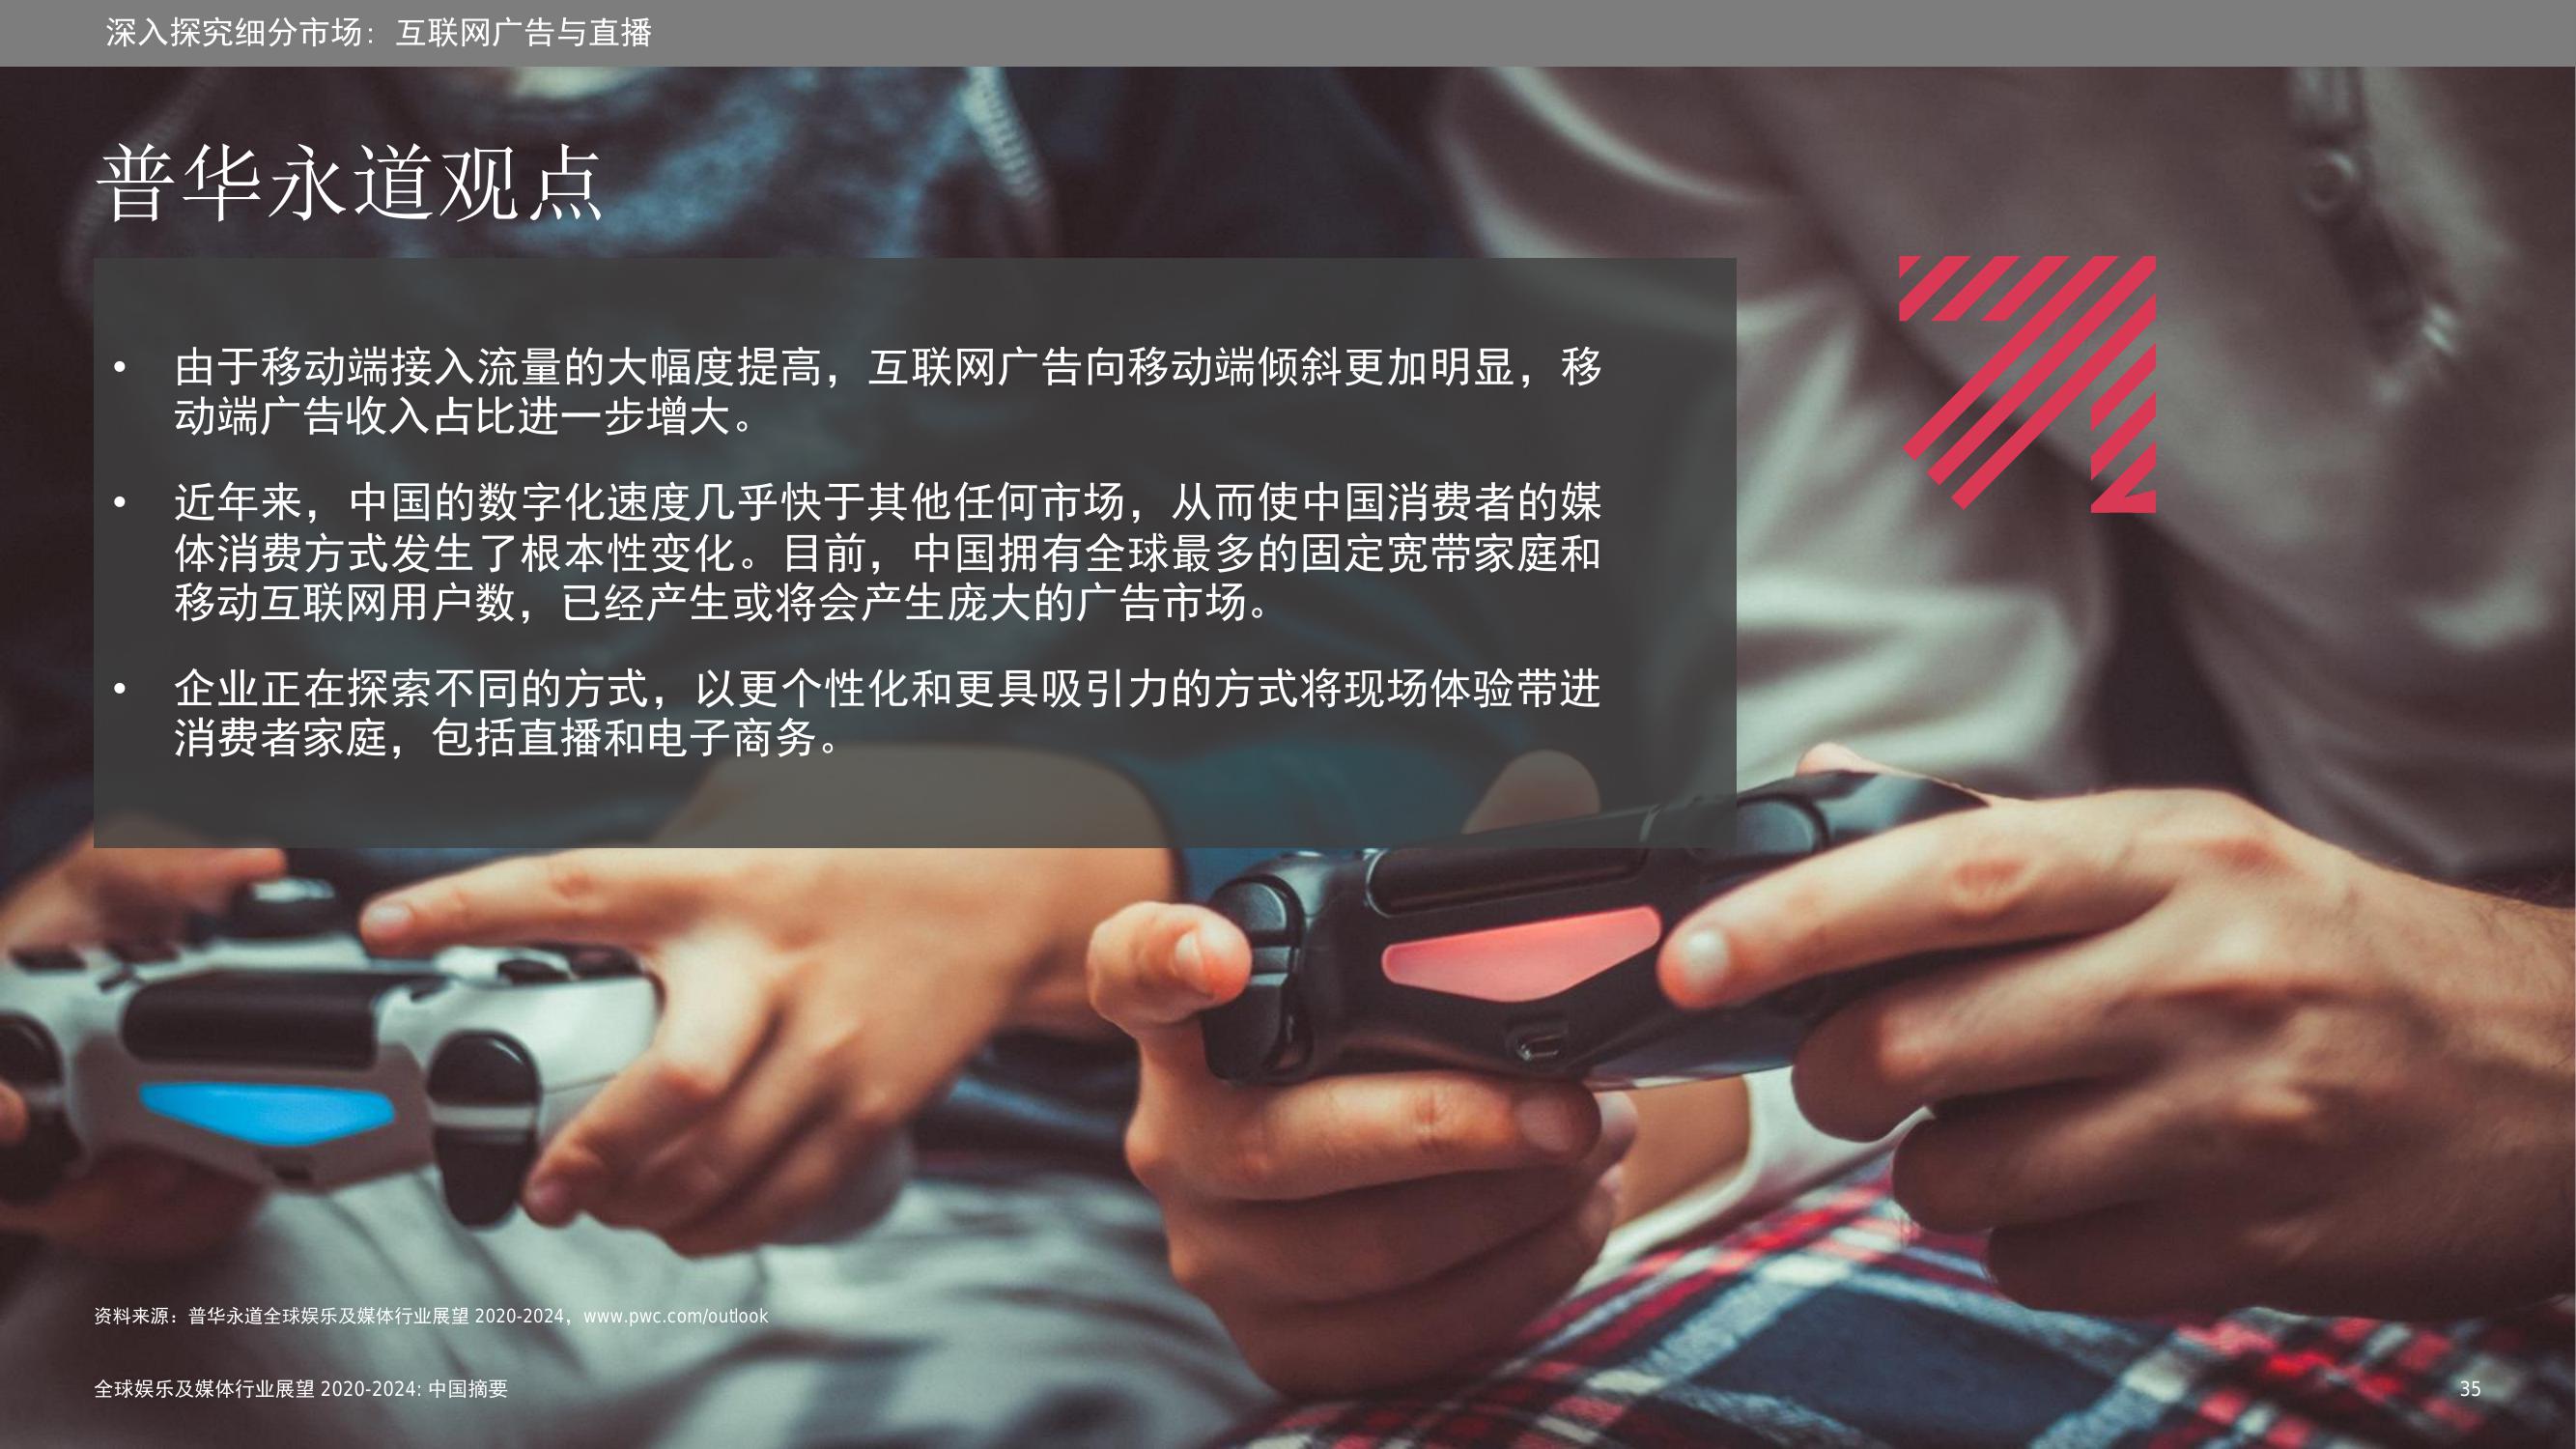 深入探究细分市场：互联网广告与直播
普华永道观点
• 由于移动端接入流量的大幅度提高，互联网广告向移动端倾斜更加明显，移
动端广告收入占比进一步增大。
• 近年来，中国的数字化速度几乎快于其他任何市场，从而使中国消费者的媒
体消费方式发生了根本性变化。目前，中国拥有全球最多的固定宽带家庭和
移动互联网用户数，已经产生或将会产生庞大的广告市场。
• 企业正在探索不同的方式，以更个性化和更具吸引力的方式将现场体验带进
消费者家庭，包括直播和电子商务。
资料来源：普华永道全球娱乐及媒体行业展望 2020-2024，www.pwc.com/outlook
全球娱乐及媒体行业展望 2020-2024: 中国摘要
35